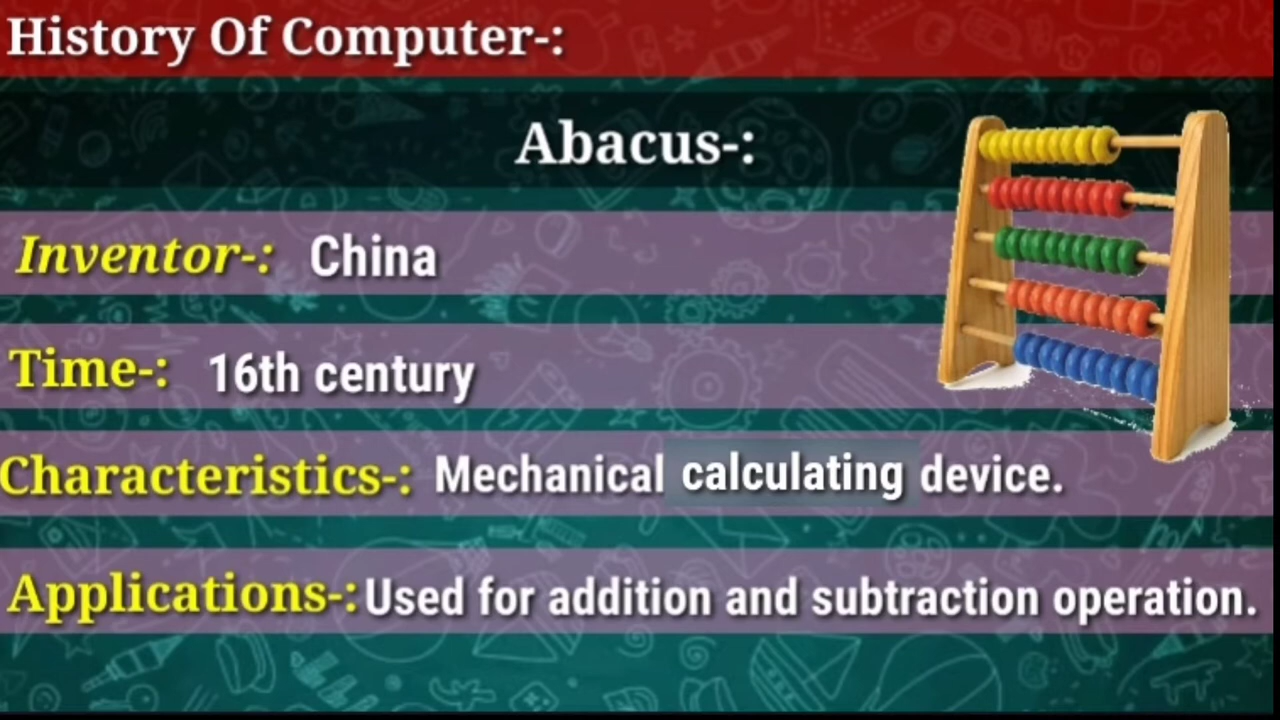 History Of Computer-:
Abacus-:
Inventor-: China
Time-: 16th century
Characteristics-: Mechanical calculating device.
Applications-: Used for addition and subtraction operation.